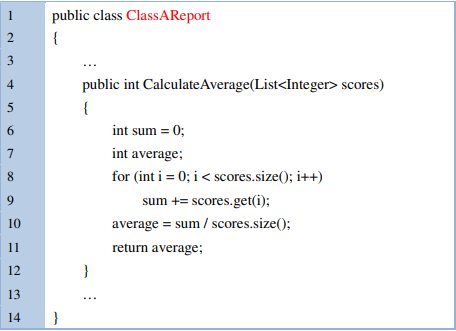 1 public class ClassAReport
2 {
3 …
4 public int CalculateAverage(List<Integer> scores)
5 {
6 int sum = 0;
7 int average;
8 for (int i = 0; i < scores.size(); i++)
9 sum += scores.get(i);
10 average = sum / scores.size();
11 return average;
12 }
13 …
14 }